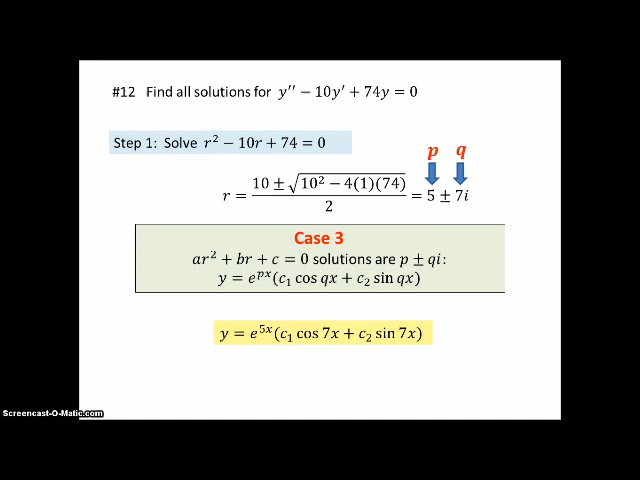 #12 Find all solutions for y′′ − 10y′ + 74y = 0
Step 1: Solve r² − 10r + 74 = 0
p q
r = (10 ± √(10² − 4(1)(74))) / 2 = 5 ± 7i
Case 3
ar² + br + c = 0 solutions are p ± qi:
y = e^{px}(c₁ cos qx + c₂ sin qx)
y = e^{5x}(c₁ cos 7x + c₂ sin 7x)
Screencast-O-Matic.com